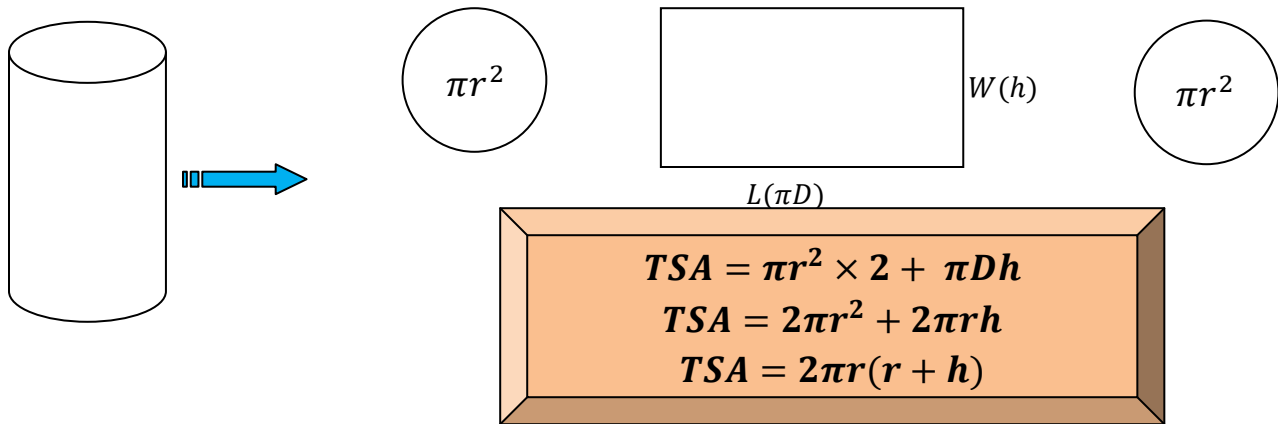 πr²
W(h)
πr²
L(πD)
TSA = πr² × 2 + πDh
TSA = 2πr² + 2πrh
TSA = 2πr(r + h)